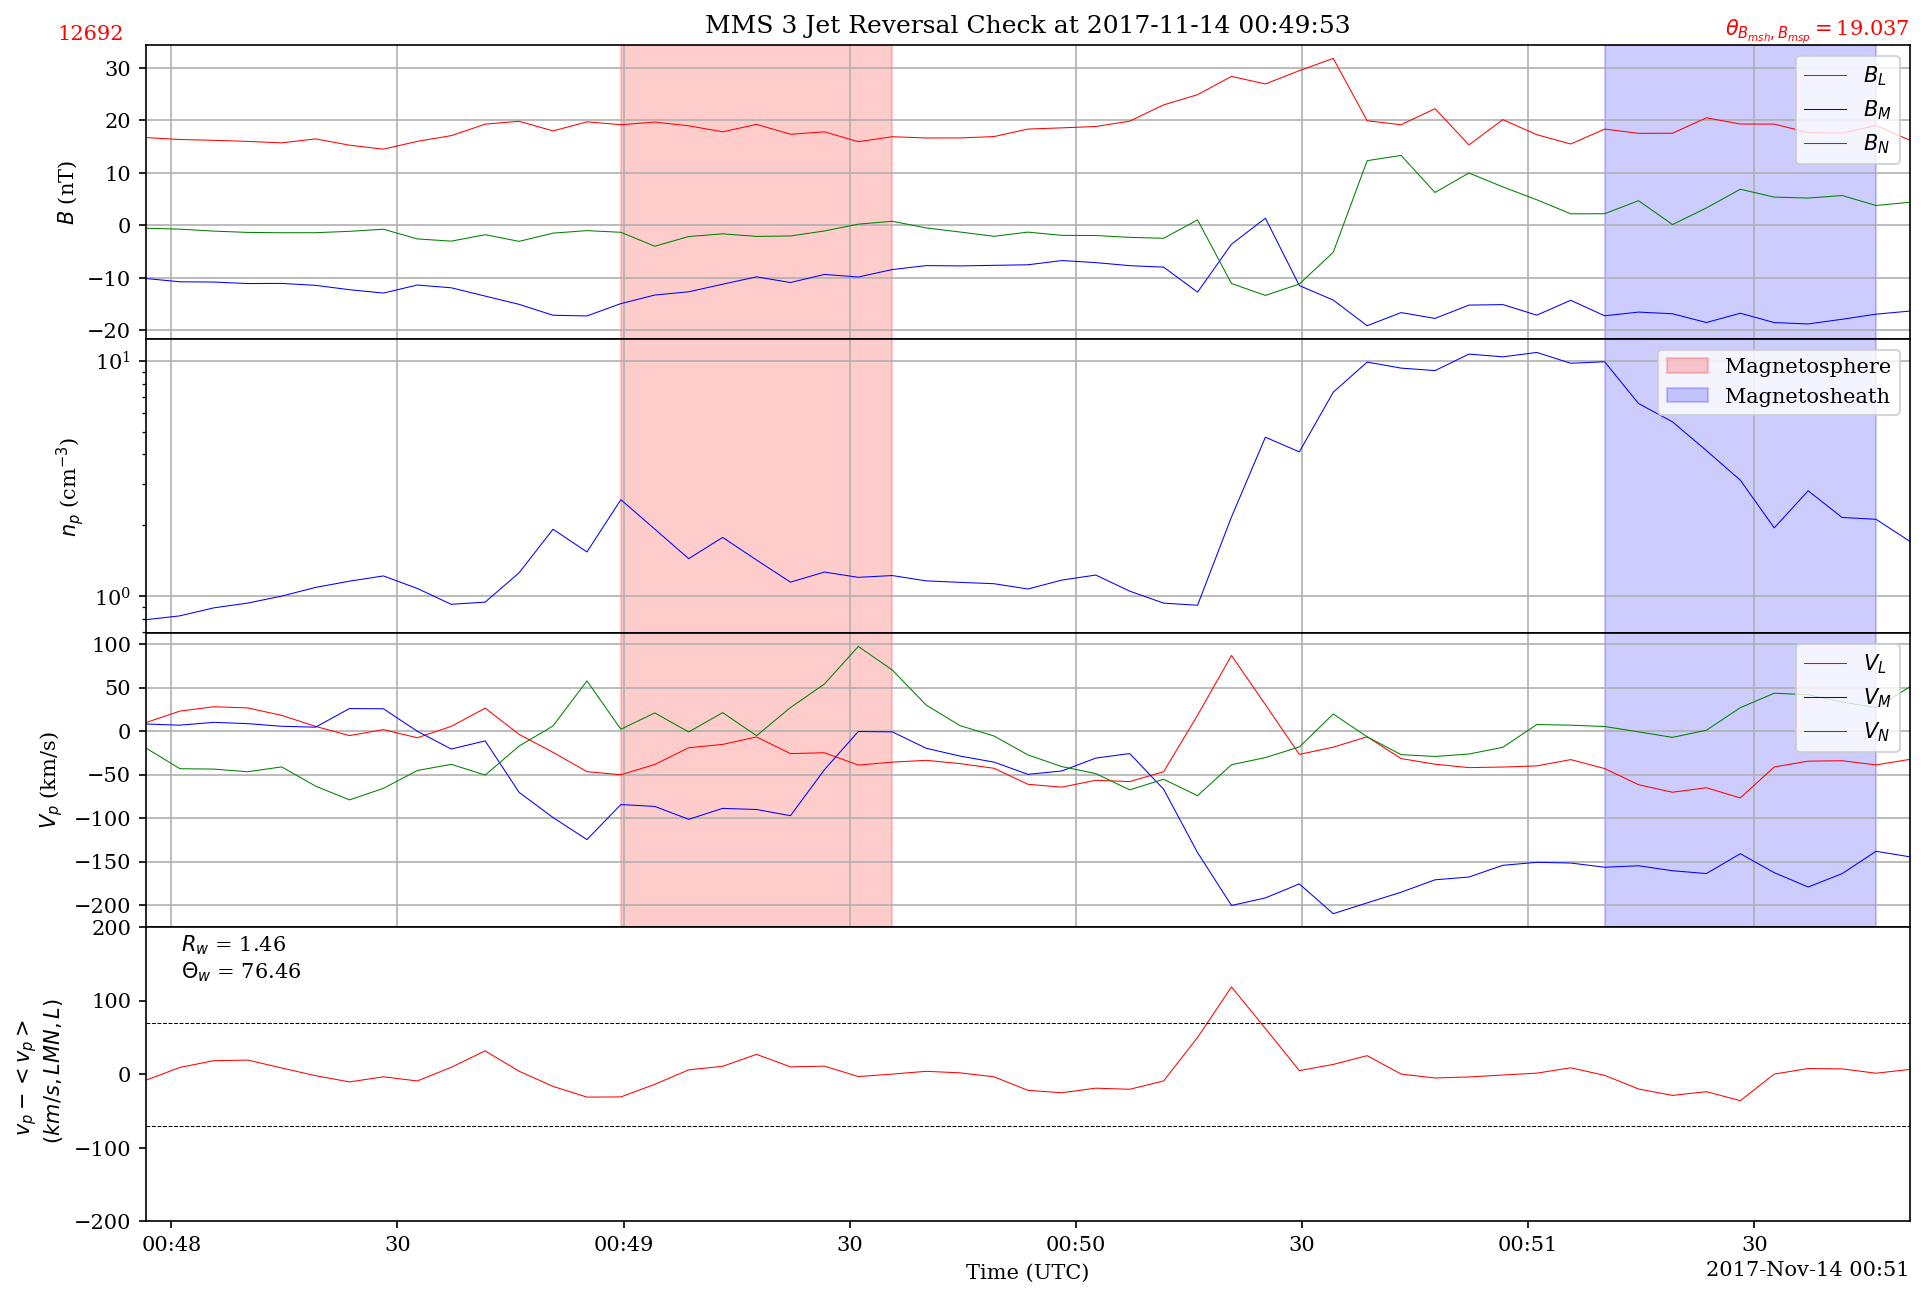 12692
MMS 3 Jet Reversal Check at 2017-11-14 00:49:53
θ_{B_{msh}, B_{msp}} = 19.037
30
20
10
0
−10
−20
B (nT)
B_L
B_M
B_N
10^1
10^0
n_p (cm^{−3})
Magnetosphere
Magnetosheath
100
50
0
−50
−100
−150
−200
V_p (km/s)
V_L
V_M
V_N
200
100
0
−100
−200
v_p − < v_p >
(km/s, LMN, L)
R_w = 1.46
Θ_w = 76.46
00:48
30
00:49
30
00:50
30
00:51
30
Time (UTC)
2017-Nov-14 00:51